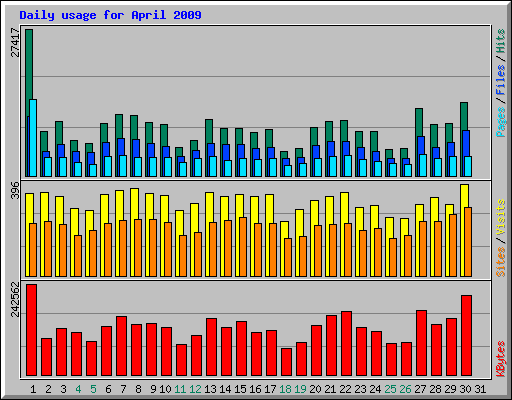 Daily usage for April 2009
27417
Pages / Files / Hits
396
Sites / Visits
242562
KBytes
1 2 3 4 5 6 7 8 9 10 11 12 13 14 15 16 17 18 19 20 21 22 23 24 25 26 27 28 29 30 31